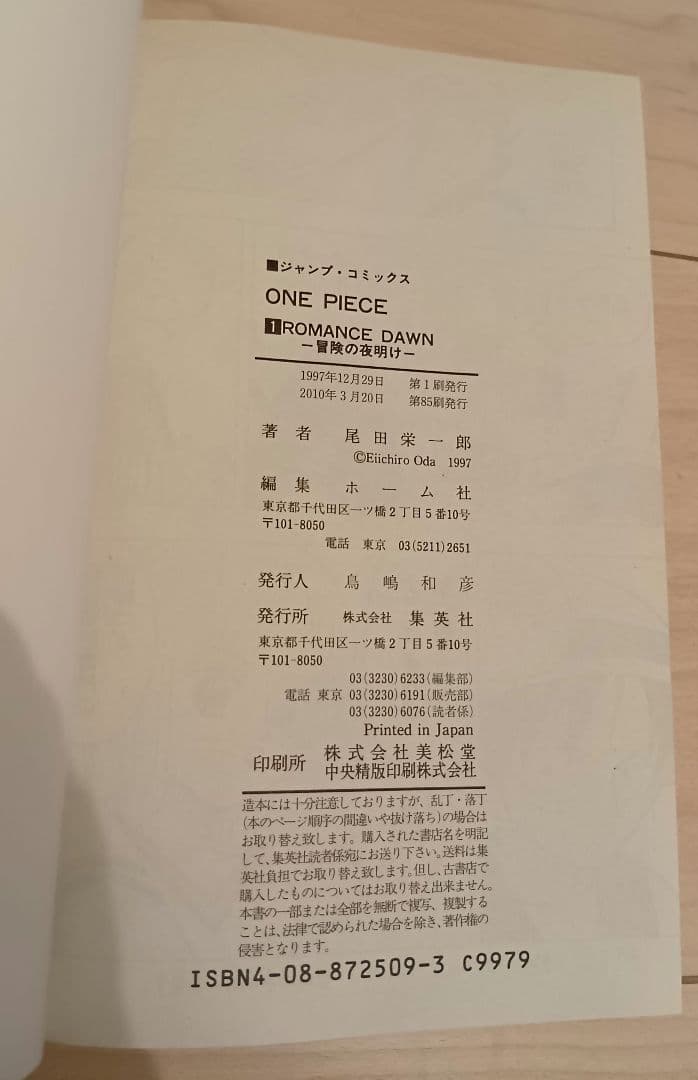 ■ジャンプ・コミックス
ONE PIECE
1 ROMANCE DAWN
－冒険の夜明け－
1997年12月29日 第1刷発行
2010年3月20日 第85刷発行
著者 尾田栄一郎
©Eiichiro Oda 1997
編集 ホーム社
東京都千代田区一ツ橋2丁目5番10号
〒101-8050
電話 東京 03(5211)2651
発行人 鳥嶋和彦
発行所 株式会社 集英社
東京都千代田区一ツ橋2丁目5番10号
〒101-8050
03(3230)6233(編集部)
電話 東京 03(3230)6191(販売部)
03(3230)6076(読者係)
Printed in Japan
印刷所 株式会社美松堂
中央精版印刷株式会社
造本には十分注意しておりますが、乱丁・落丁
(本のページ順序の間違いや抜け落ち)の場合は
お取り替え致します。購入された書店名を明記
して、集英社読者係宛にお送り下さい。送料は集
英社負担でお取り替え致します。但し、古書店で
購入したものについてはお取り替え出来ません。
本書の一部または全部を無断で複写、複製する
ことは、法律で認められた場合を除き、著作権の
侵害となります。
ISBN4-08-872509-3 C9979